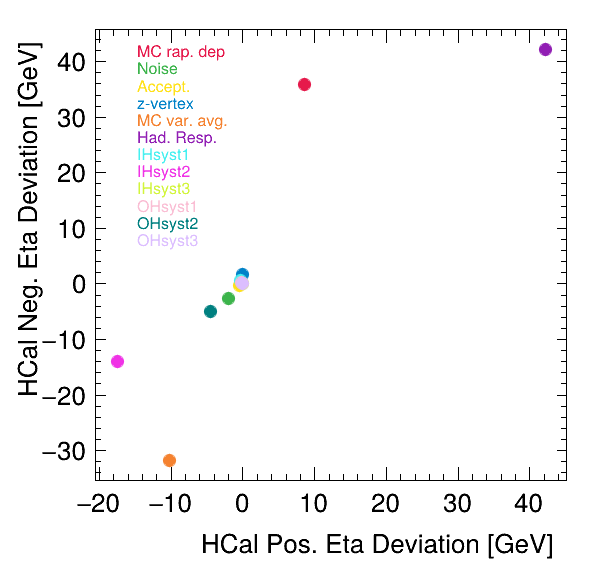 HCal Neg. Eta Deviation [GeV]
40
30
20
10
0
−10
−20
−30
MC rap. dep
Noise
Accept.
z-vertex
MC var. avg.
Had. Resp.
IHsyst1
IHsyst2
IHsyst3
OHsyst1
OHsyst2
OHsyst3
−20 −10 0 10 20 30 40
HCal Pos. Eta Deviation [GeV]